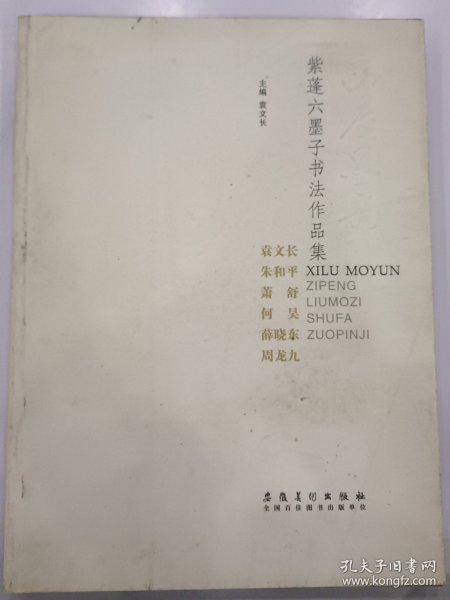 紫蓬六墨子书法作品集
主编 袁文长
袁文长
朱和平
萧舒
何昊
薛晓东
周龙九
XILU MOYUN
ZIPENG
LIUMOZI
SHUFA
ZUOPINJI
安徽美术出版社
全国百佳图书出版单位
孔夫子旧书网
www.kongfz.com